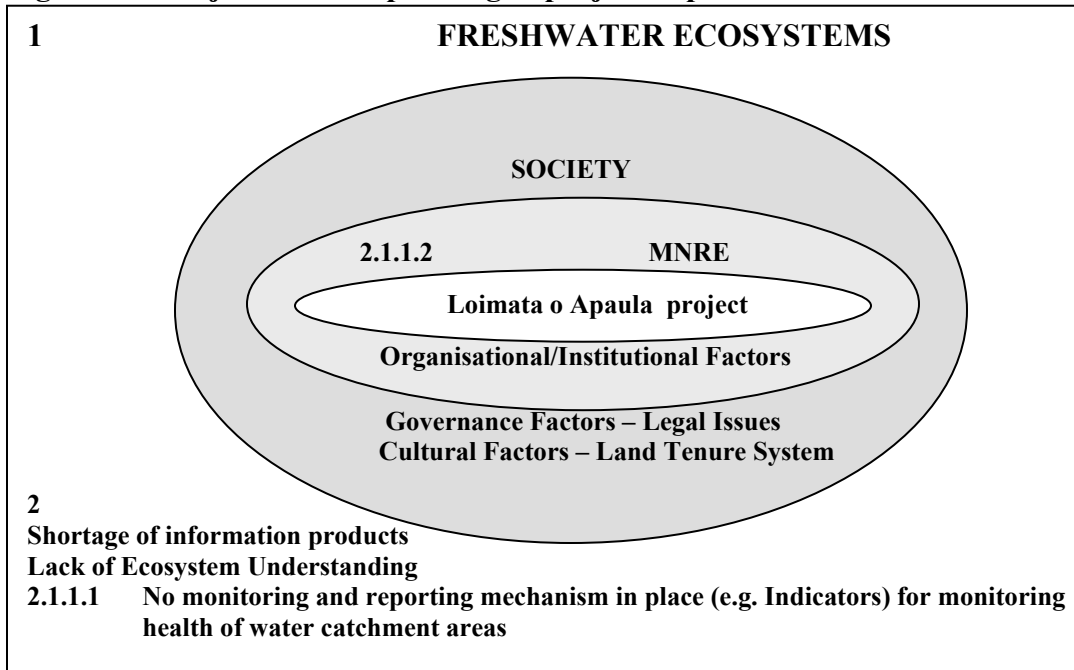 1 FRESHWATER ECOSYSTEMS
SOCIETY
2.1.1.2 MNRE
Loimata o Apaula project
Organisational/Institutional Factors
Governance Factors – Legal Issues
Cultural Factors – Land Tenure System
2
Shortage of information products
Lack of Ecosystem Understanding
2.1.1.1 No monitoring and reporting mechanism in place (e.g. Indicators) for monitoring
health of water catchment areas